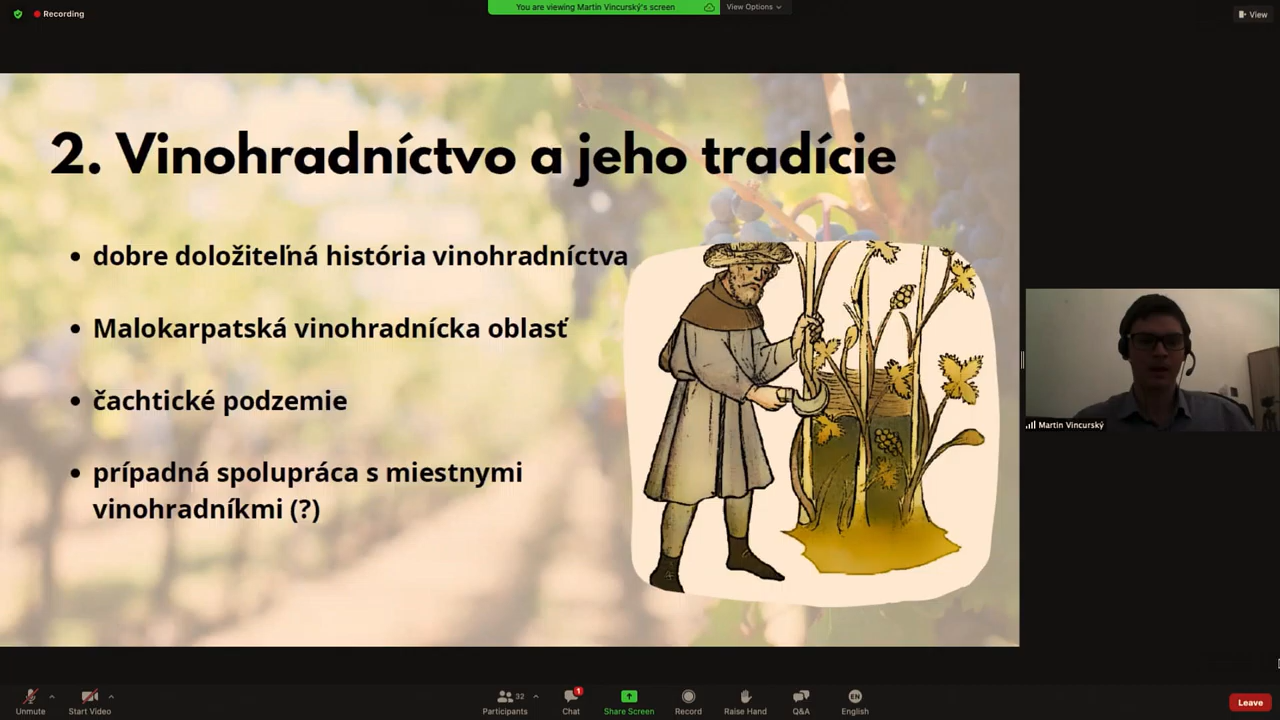 Recording
You are viewing Martin Vincurský's screen
View Options
View
2. Vinohradníctvo a jeho tradície
• dobre doložiteľná história vinohradníctva
• Malokarpatská vinohradnícka oblasť
• čachtické podzemie
• prípadná spolupráca s miestnymi
vinohradníkmi (?)
Martin Vincurský
Unmute
Start Video
32
Participants
1
Chat
Share Screen
Record
Raise Hand
Q&A
EN
English
Leave